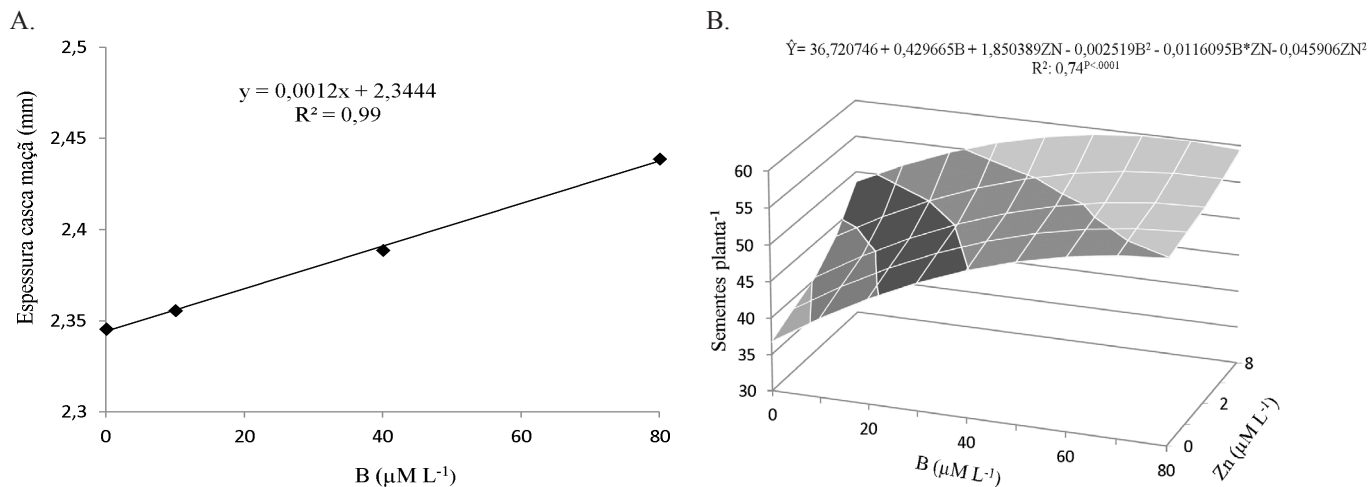 A.
2,5
2,45
2,4
2,35
2,3
Espessura casca maçã (mm)
y = 0,0012x + 2,3444
R² = 0,99
0
20
40
60
80
B (µM L⁻¹)
B.
Ŷ= 36,720746 + 0,429665B + 1,850389ZN - 0,002519B² - 0,0116095B*ZN- 0,045906ZN²
R²: 0,74ᴾ<·⁰⁰⁰¹
60
55
50
45
40
35
30
Sementes planta⁻¹
0
20
40
60
80
B (µM L⁻¹)
8
2
0
Zn (µM L⁻¹)